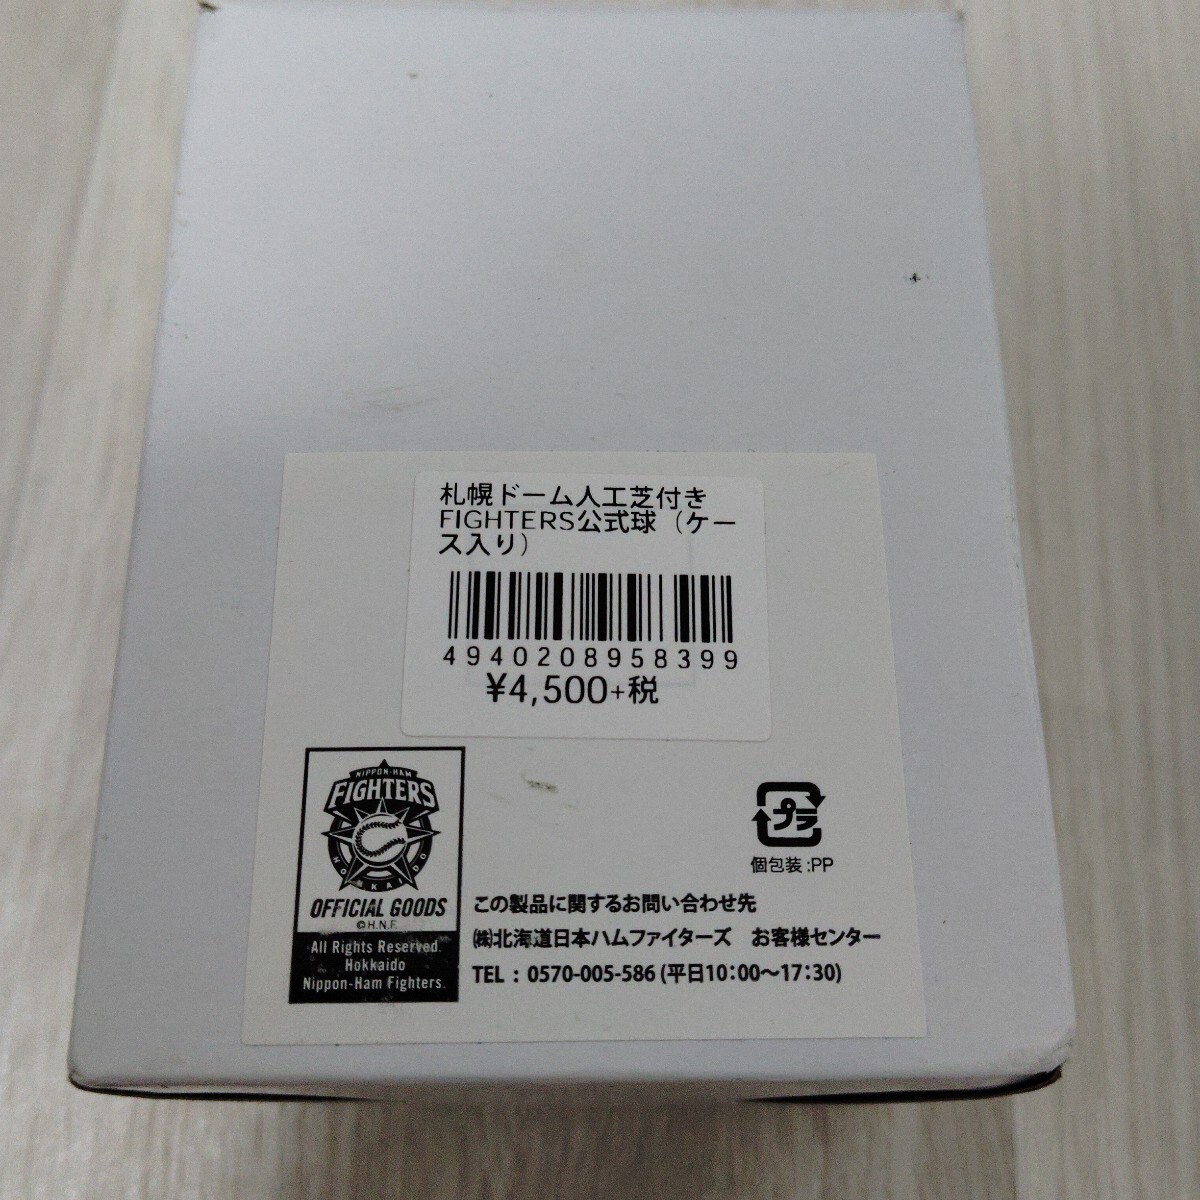 札幌ドーム人工芝付き
FIGHTERS公式球（ケー
ス入り）
4940208958399
¥4,500+税
NIPPON-HAM
FIGHTERS
HOKKAIDO
OFFICIAL GOODS
©H.N.F.
All Rights Reserved.
Hokkaido
Nippon-Ham Fighters.
プラ
個包装:PP
この製品に関するお問い合わせ先
㈱北海道日本ハムファイターズ　お客様センター
TEL : 0570-005-586 (平日10:00〜17:30)